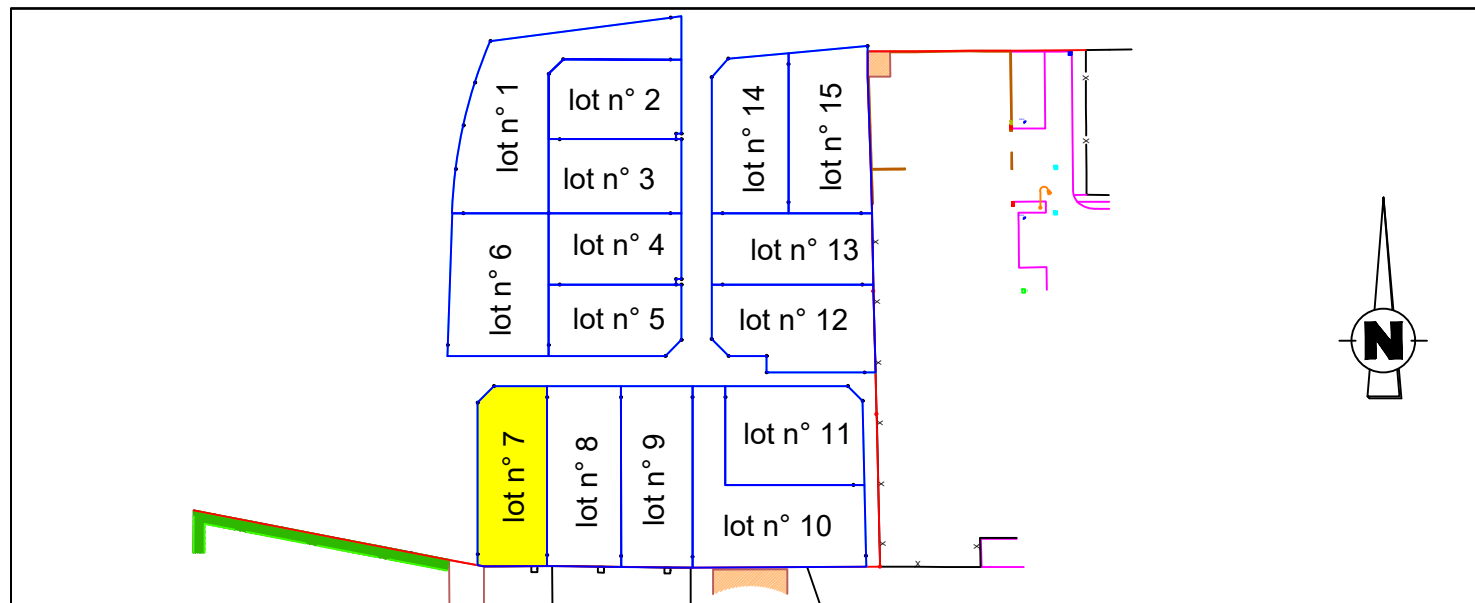 lot n° 1
lot n° 2
lot n° 14
lot n° 15
lot n° 3
lot n° 6
lot n° 4
lot n° 13
lot n° 5
lot n° 12
N
lot n° 7
lot n° 8
lot n° 9
lot n° 11
lot n° 10